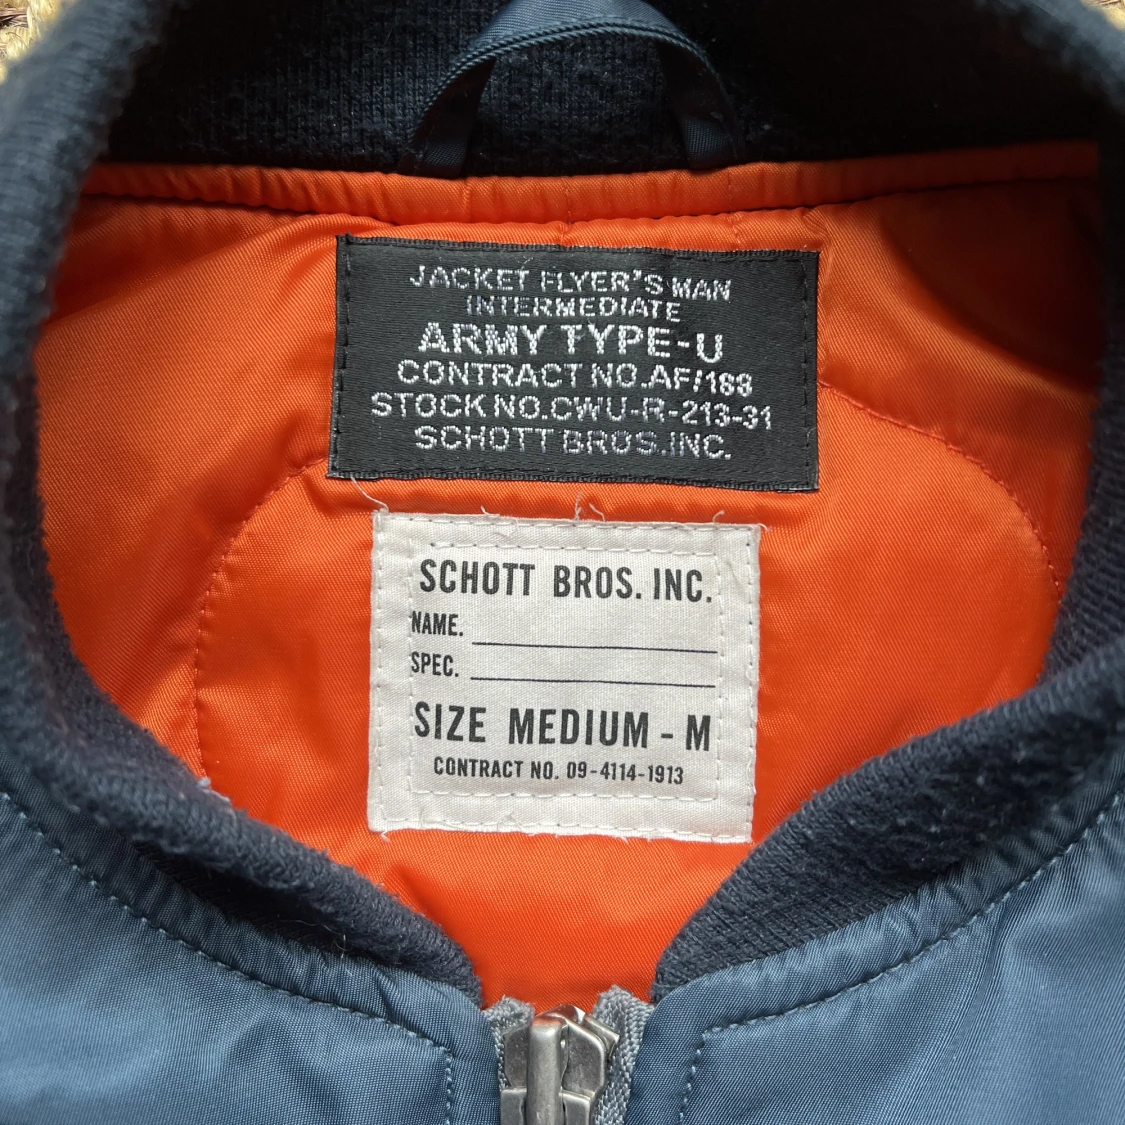 JACKET FLYER'S MAN
INTERMEDIATE
ARMY TYPE-U
CONTRACT NO.AF/188
STOCK NO.CWU-R-213-31
SCHOTT BROS.INC.
SCHOTT BROS. INC.
NAME.
SPEC.
SIZE MEDIUM - M
CONTRACT NO. 09-4114-1913